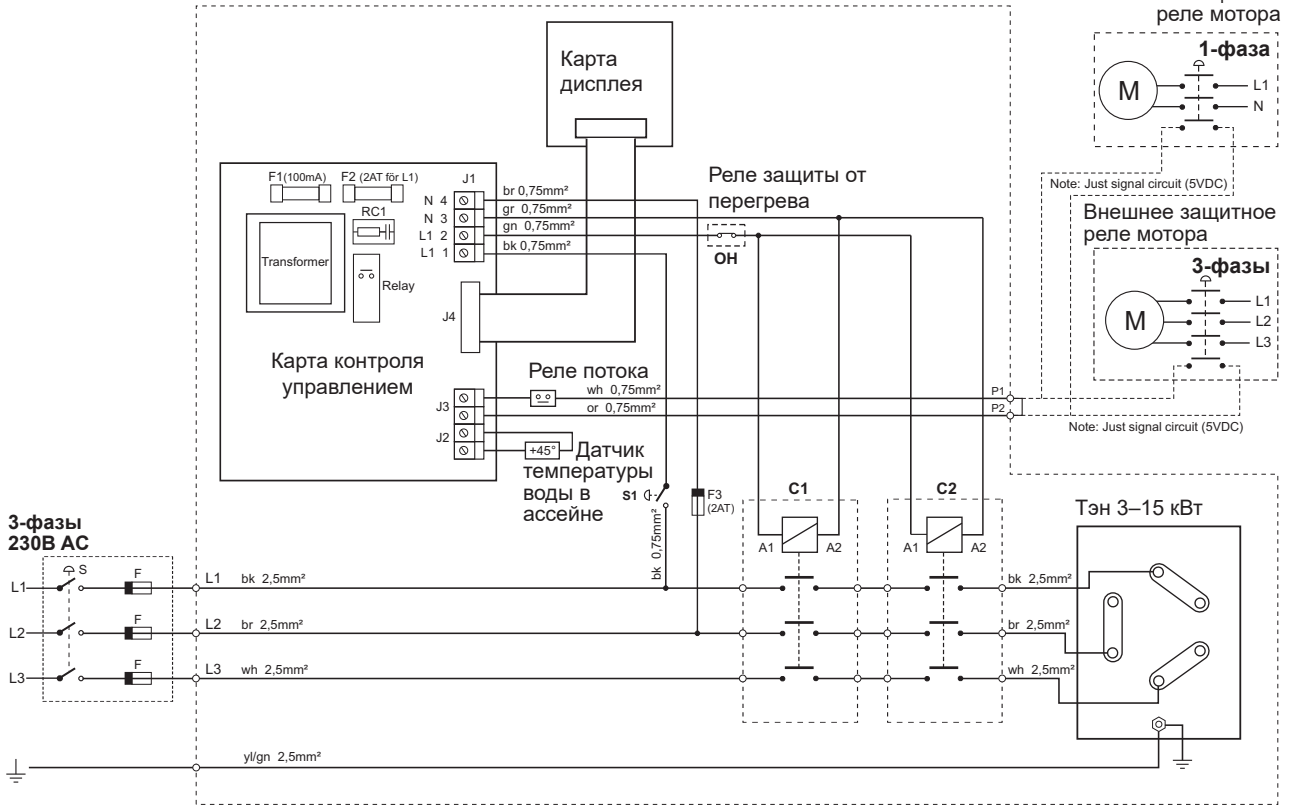 реле мотора
1-фаза
M
L1
N
Note: Just signal circuit (5VDC)
Внешнее защитное
реле мотора
3-фазы
M
L1
L2
L3
Note: Just signal circuit (5VDC)
Карта
дисплея
F1(100mA)
F2 (2AT för L1)
J1
RC1
Transformer
Relay
N 4
N 3
L1 2
L1 1
br 0,75mm²
gr 0,75mm²
gn 0,75mm²
bk 0,75mm²
Реле защиты от
перегрева
OH
J4
Карта контроля
управлением
Реле потока
wh 0,75mm²
or 0,75mm²
P1
P2
J3
J2
+45°
Датчик
температуры
воды в
ассейне
S1
bk 0,75mm²
F3
(2AT)
C1
A1
A2
C2
A1
A2
Тэн 3–15 кВт
3-фазы
230В AC
S
L1
F
L1
bk 2,5mm²
bk 2,5mm²
L2
F
L2
br 2,5mm²
br 2,5mm²
L3
F
L3
wh 2,5mm²
wh 2,5mm²
yl/gn 2,5mm²